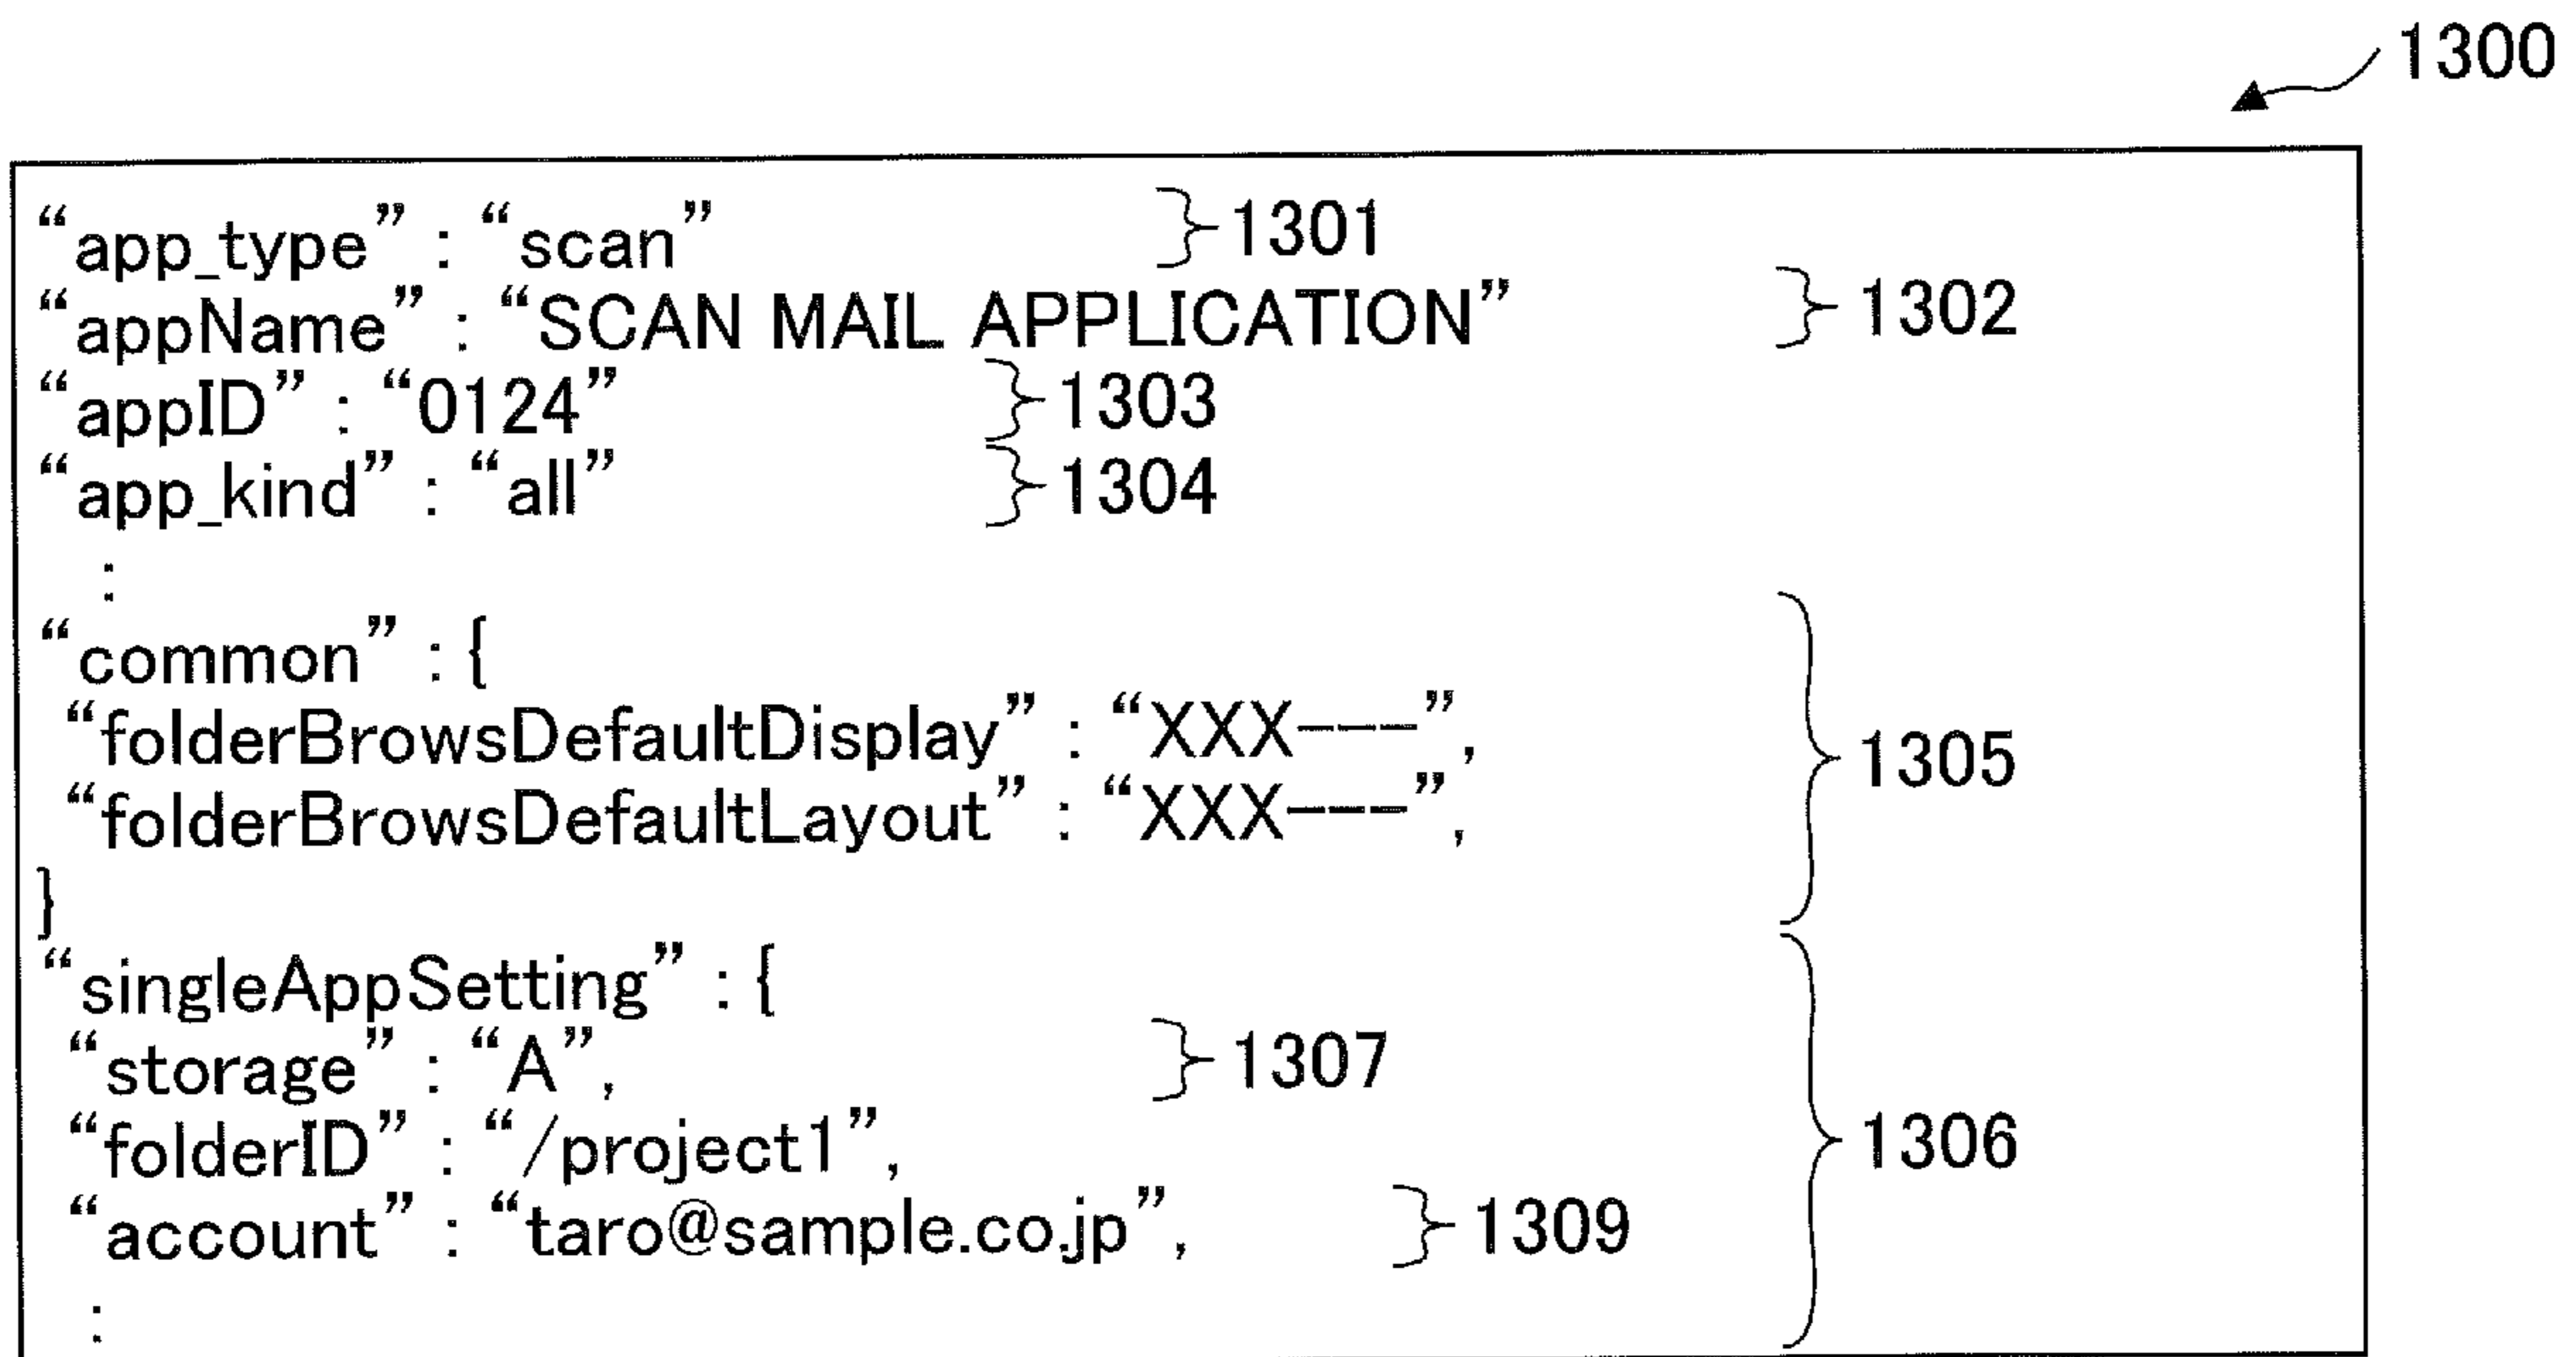 1300
“app_type” : “scan” 1301
“appName” : “SCAN MAIL APPLICATION” 1302
“appID” : “0124” 1303
“app_kind” : “all” 1304
:
“common” : {
“folderBrowsDefaultDisplay” : “XXX---”, 1305
“folderBrowsDefaultLayout” : “XXX---”,
}
“singleAppSetting” : {
“storage” : “A”, 1307
“folderID” : “/project1”, 1306
“account” : “taro@sample.co.jp”, 1309
: